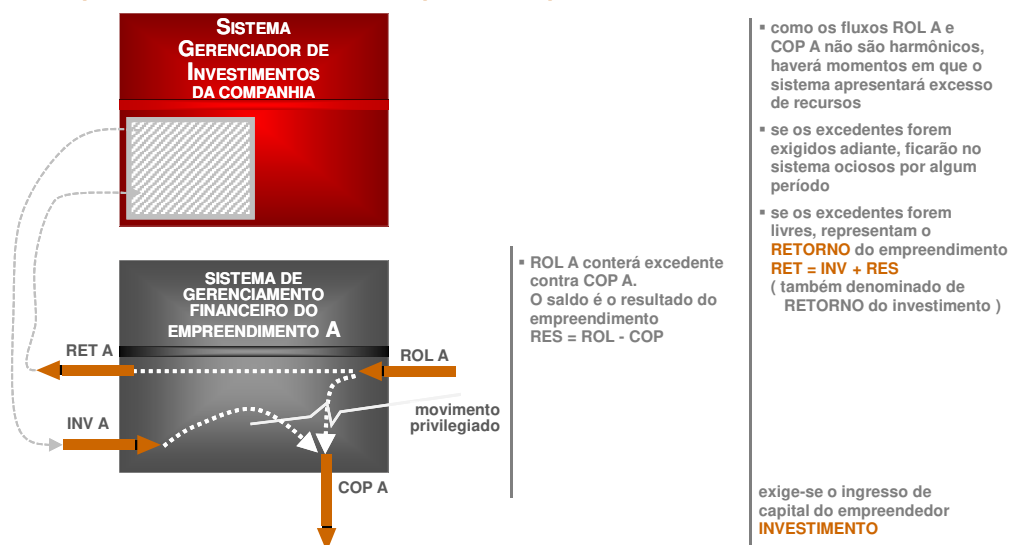 SISTEMA
GERENCIADOR DE
INVESTIMENTOS
DA COMPANHIA
SISTEMA DE
GERENCIAMENTO
FINANCEIRO DO
EMPREENDIMENTO A
RET A
ROL A
INV A
movimento
privilegiado
COP A
▪ ROL A conterá excedente
contra COP A.
O saldo é o resultado do
empreendimento
RES = ROL - COP
▪ como os fluxos ROL A e
COP A não são harmônicos,
haverá momentos em que o
sistema apresentará excesso
de recursos
▪ se os excedentes forem
exigidos adiante, ficarão no
sistema ociosos por algum
período
▪ se os excedentes forem
livres, representam o
RETORNO do empreendimento
RET = INV + RES
( também denominado de
RETORNO do investimento )
exige-se o ingresso de
capital do empreendedor
INVESTIMENTO